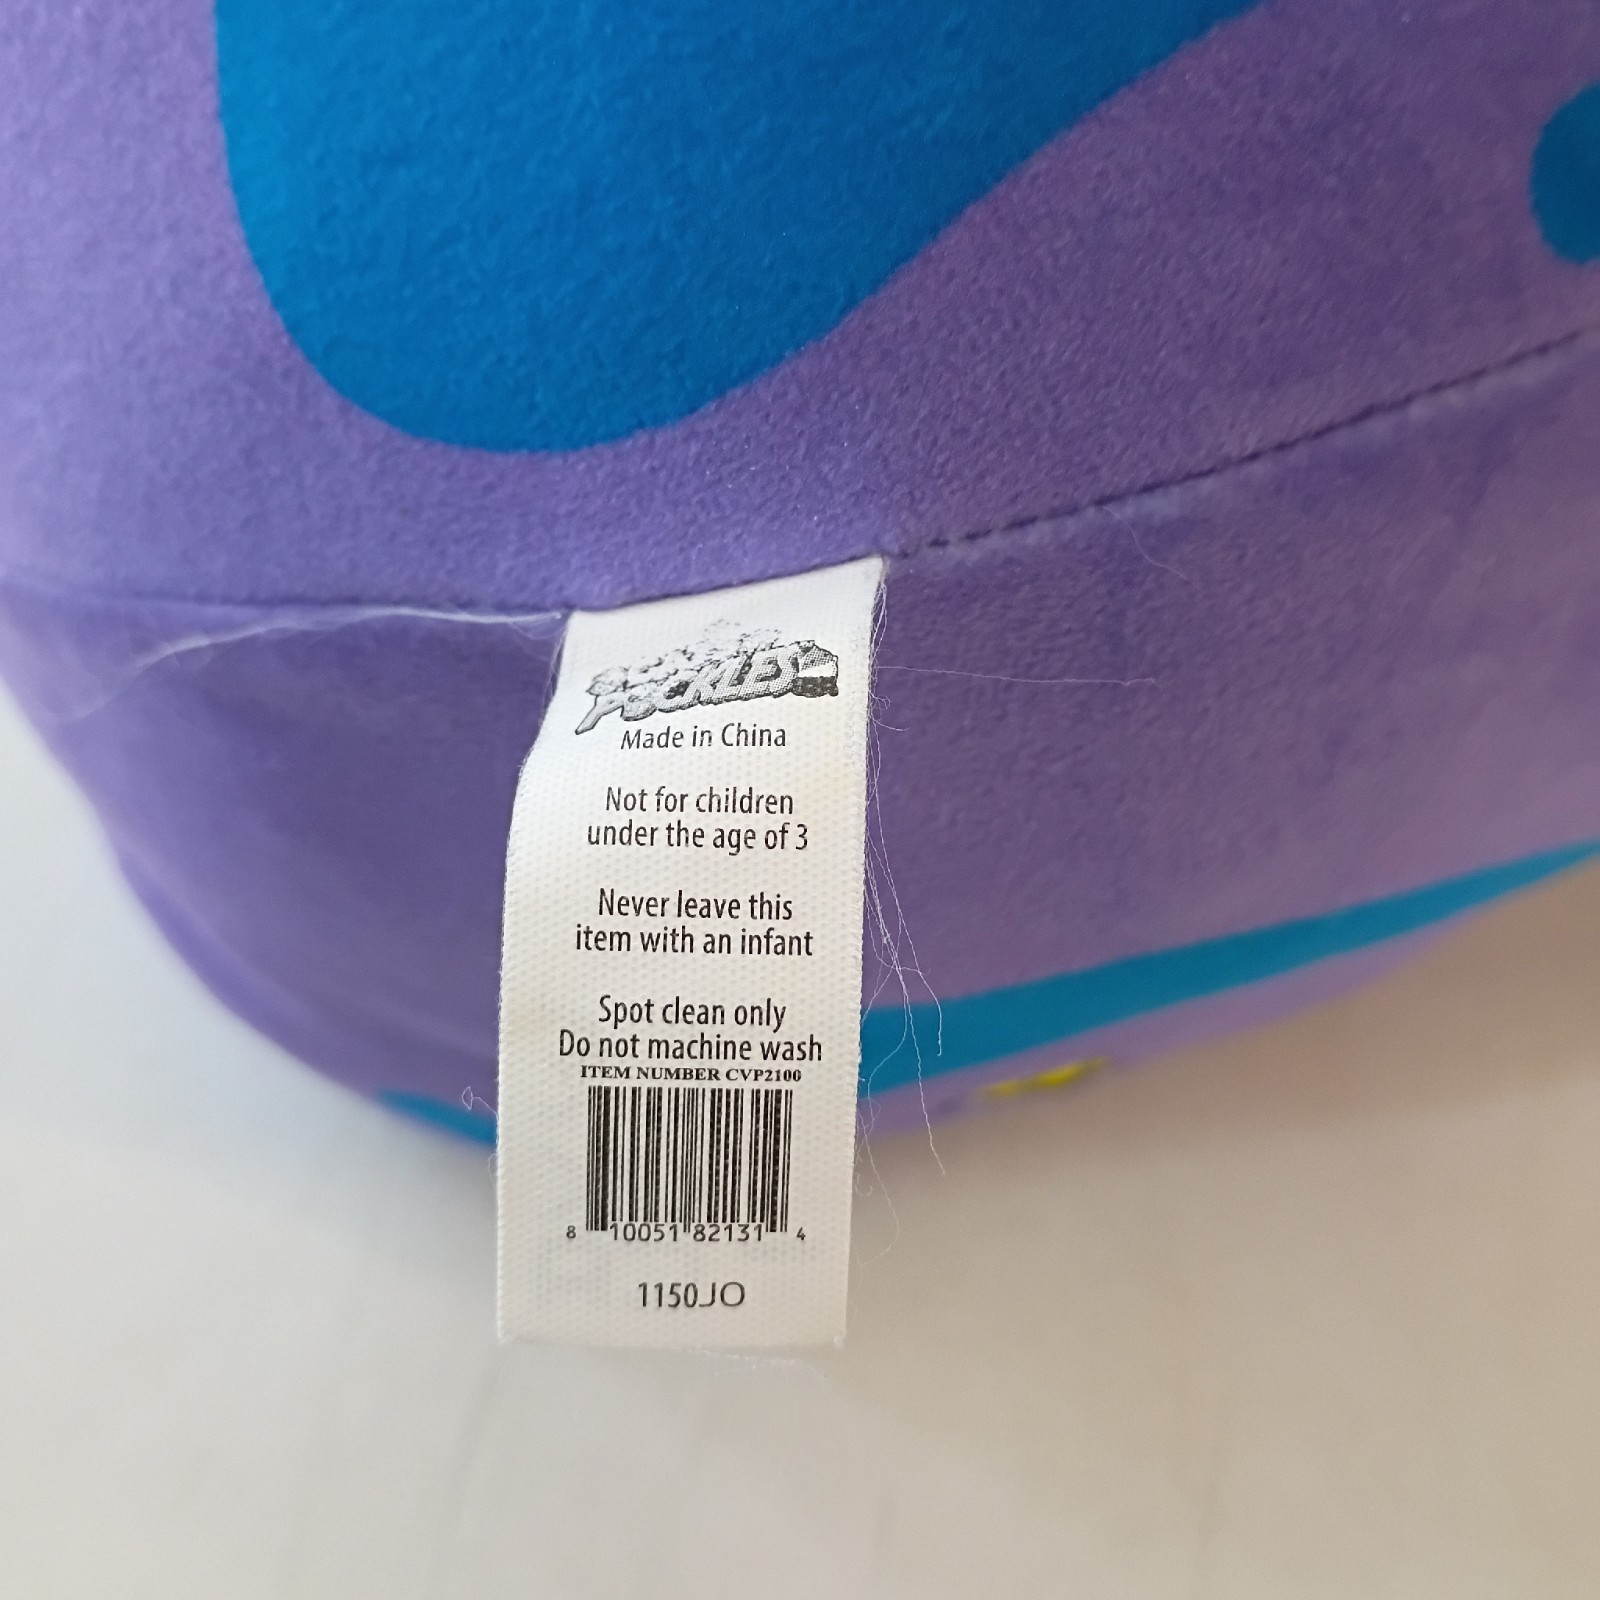 Made in China
Not for children
under the age of 3
Never leave this
item with an infant
Spot clean only
Do not machine wash
ITEM NUMBER CVP2100
8 10051 82131 4
1150JO